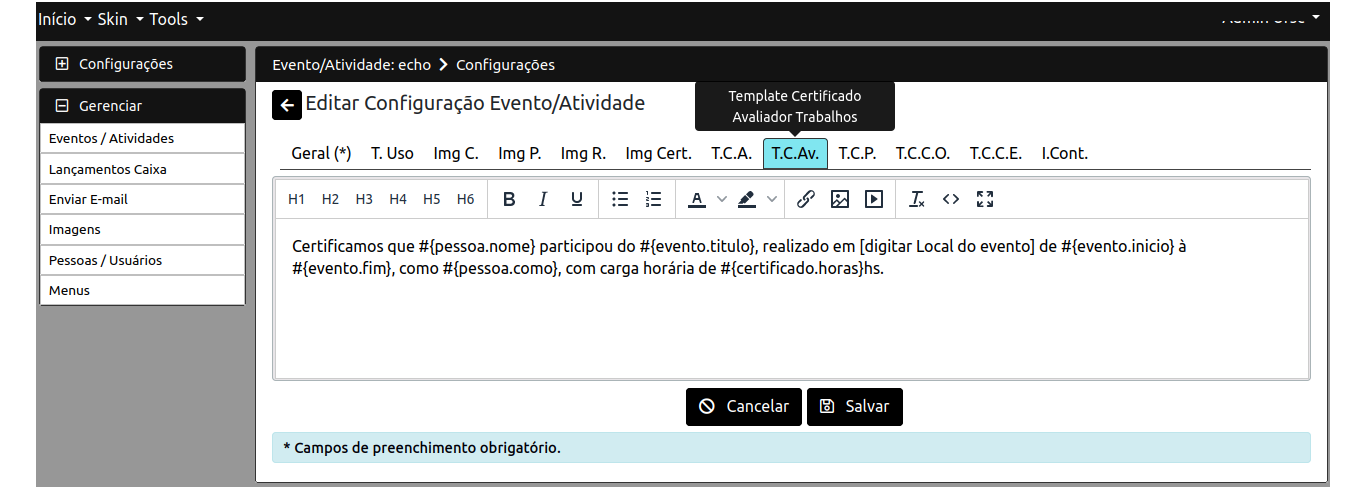 Início Skin Tools
Configurações
Gerenciar
Eventos / Atividades
Lançamentos Caixa
Enviar E-mail
Imagens
Pessoas / Usuários
Menus
Evento/Atividade: echo Configurações
Editar Configuração Evento/Atividade
Template Certificado
Avaliador Trabalhos
Geral (*) T. Uso Img C. Img P. Img R. Img Cert. T.C.A. T.C.Av. T.C.P. T.C.C.O. T.C.C.E. I.Cont.
H1 H2 H3 H4 H5 H6 B I U A
Certificamos que #{pessoa.nome} participou do #{evento.titulo}, realizado em [digitar Local do evento] de #{evento.inicio} à
#{evento.fim}, como #{pessoa.como}, com carga horária de #{certificado.horas}hs.
Cancelar Salvar
* Campos de preenchimento obrigatório.